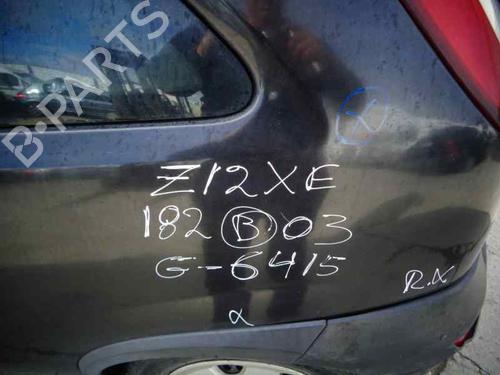 B-PARTS
X
Z12XE
182 B 03
G-6415
R.X
α